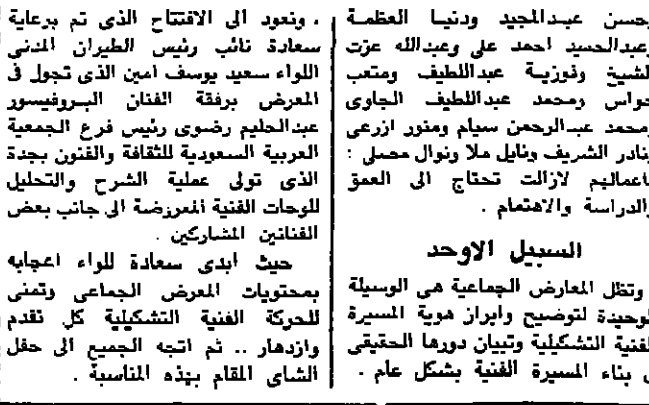 وحسن عبدالمجيد ودنيا العظمة
وعبدالحميد احمد على وعبدالله عزت
الشيخ وفوزية عبداللطيف ومتعب
حواس ومحمد عبداللطيف الجاوى
ومحمد عبدالرحمن سيام ومنور ازرعى
ونادر الشريف ونايل ملا ونوال مصلى :
فاعمالهم لازالت تحتاج الى العمق
والدراسة والاهتمام .
السبيل الاوحد
وتظل المعارض الجماعية هى الوسيلة
الوحيدة لتوضيح وابراز هوية المسيرة
الفنية التشكيلية وتبيان دورها الحقيقى
فى بناء المسيرة الفنية بشكل عام .
. ونعود الى الافتتاح الذى تم برعاية
سعادة نائب رئيس الطيران المدنى
اللواء سعيد يوسف امين الذى تجول فى
المعرض برفقة الفنان البروفيسور
عبدالحليم رضوى رئيس فرع الجمعية
العربية السعودية للثقافة والفنون بجدة
الذى تولى عملية الشرح والتحليل
للوحات الفنية المعروضة الى جانب بعض
الفنانين المشاركين .
حيث ابدى سعادة اللواء اعجابه
بمحتويات المعرض الجماعى وتمنى
للحركة الفنية التشكيلية كل تقدم
وازدهار .. ثم اتجه الجميع الى حفل
الشاى المقام بهذه المناسبة .